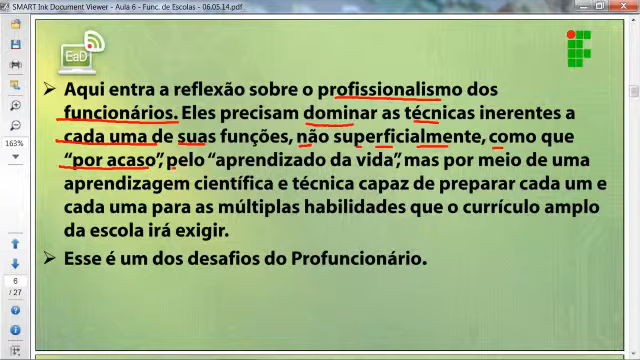 SMART Ink Document Viewer - Aula 6 - Func. de Escolas - 06.05.14.pdf
EaD
Aqui entra a reflexão sobre o profissionalismo dos
funcionários. Eles precisam dominar as técnicas inerentes a
cada uma de suas funções, não superficialmente, como que
“por acaso”, pelo “aprendizado da vida”, mas por meio de uma
aprendizagem científica e técnica capaz de preparar cada um e
cada uma para as múltiplas habilidades que o currículo amplo
da escola irá exigir.
Esse é um dos desafios do Profuncionário.
163%
6
/ 27